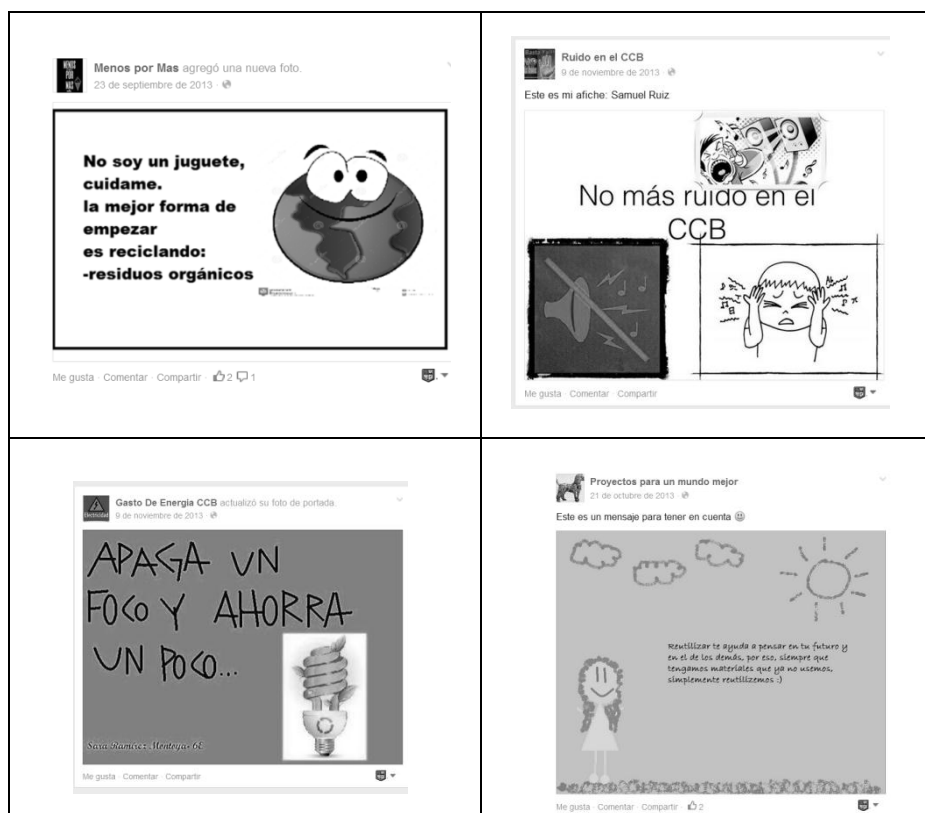 Menos por Mas agregó una nueva foto.
23 de septiembre de 2013
No soy un juguete,
cuidame.
la mejor forma de
empezar
es reciclando:
-residuos orgánicos
Me gusta · Comentar · Compartir · 2 1
Ruido en el CCB
9 de noviembre de 2013
Este es mi afiche: Samuel Ruiz
No más ruido en el
CCB
Me gusta · Comentar · Compartir
Gasto De Energia CCB actualizó su foto de portada.
9 de noviembre de 2013
APAGA UN
FOCO Y AHORRA
UN POCO...
Sara Ramírez Montoya- 6E
Me gusta · Comentar · Compartir
Proyectos para un mundo mejor
21 de octubre de 2013
Este es un mensaje para tener en cuenta
Reutilizar te ayuda a pensar en tu futuro y
en el de los demás, por eso, siempre que
tengamos materiales que ya no usemos,
simplemente reutilizemos :)
Me gusta · Comentar · Compartir · 2